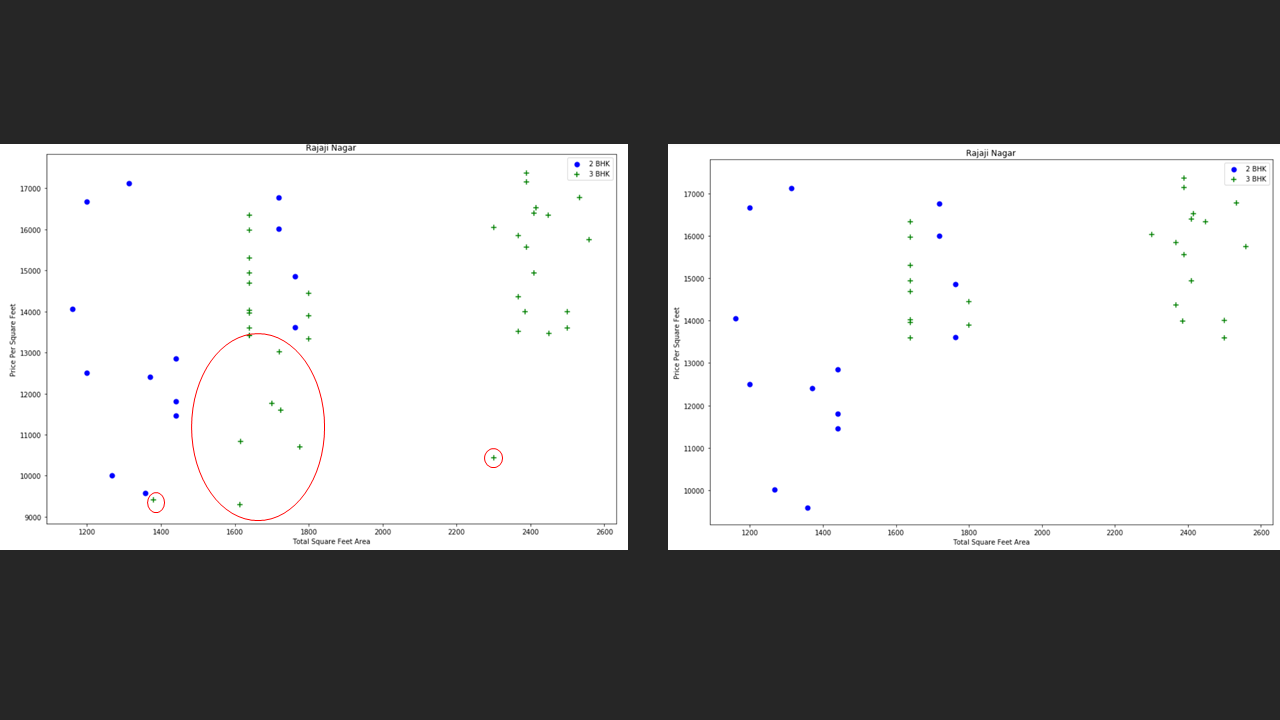 Rajaji Nagar
2 BHK
3 BHK
Price Per Square Feet
17000
16000
15000
14000
13000
12000
11000
10000
9000
1200 1400 1600 1800 2000 2200 2400 2600
Total Square Feet Area
Rajaji Nagar
2 BHK
3 BHK
Price Per Square Feet
17000
16000
15000
14000
13000
12000
11000
10000
1200 1400 1600 1800 2000 2200 2400 2600
Total Square Feet Area